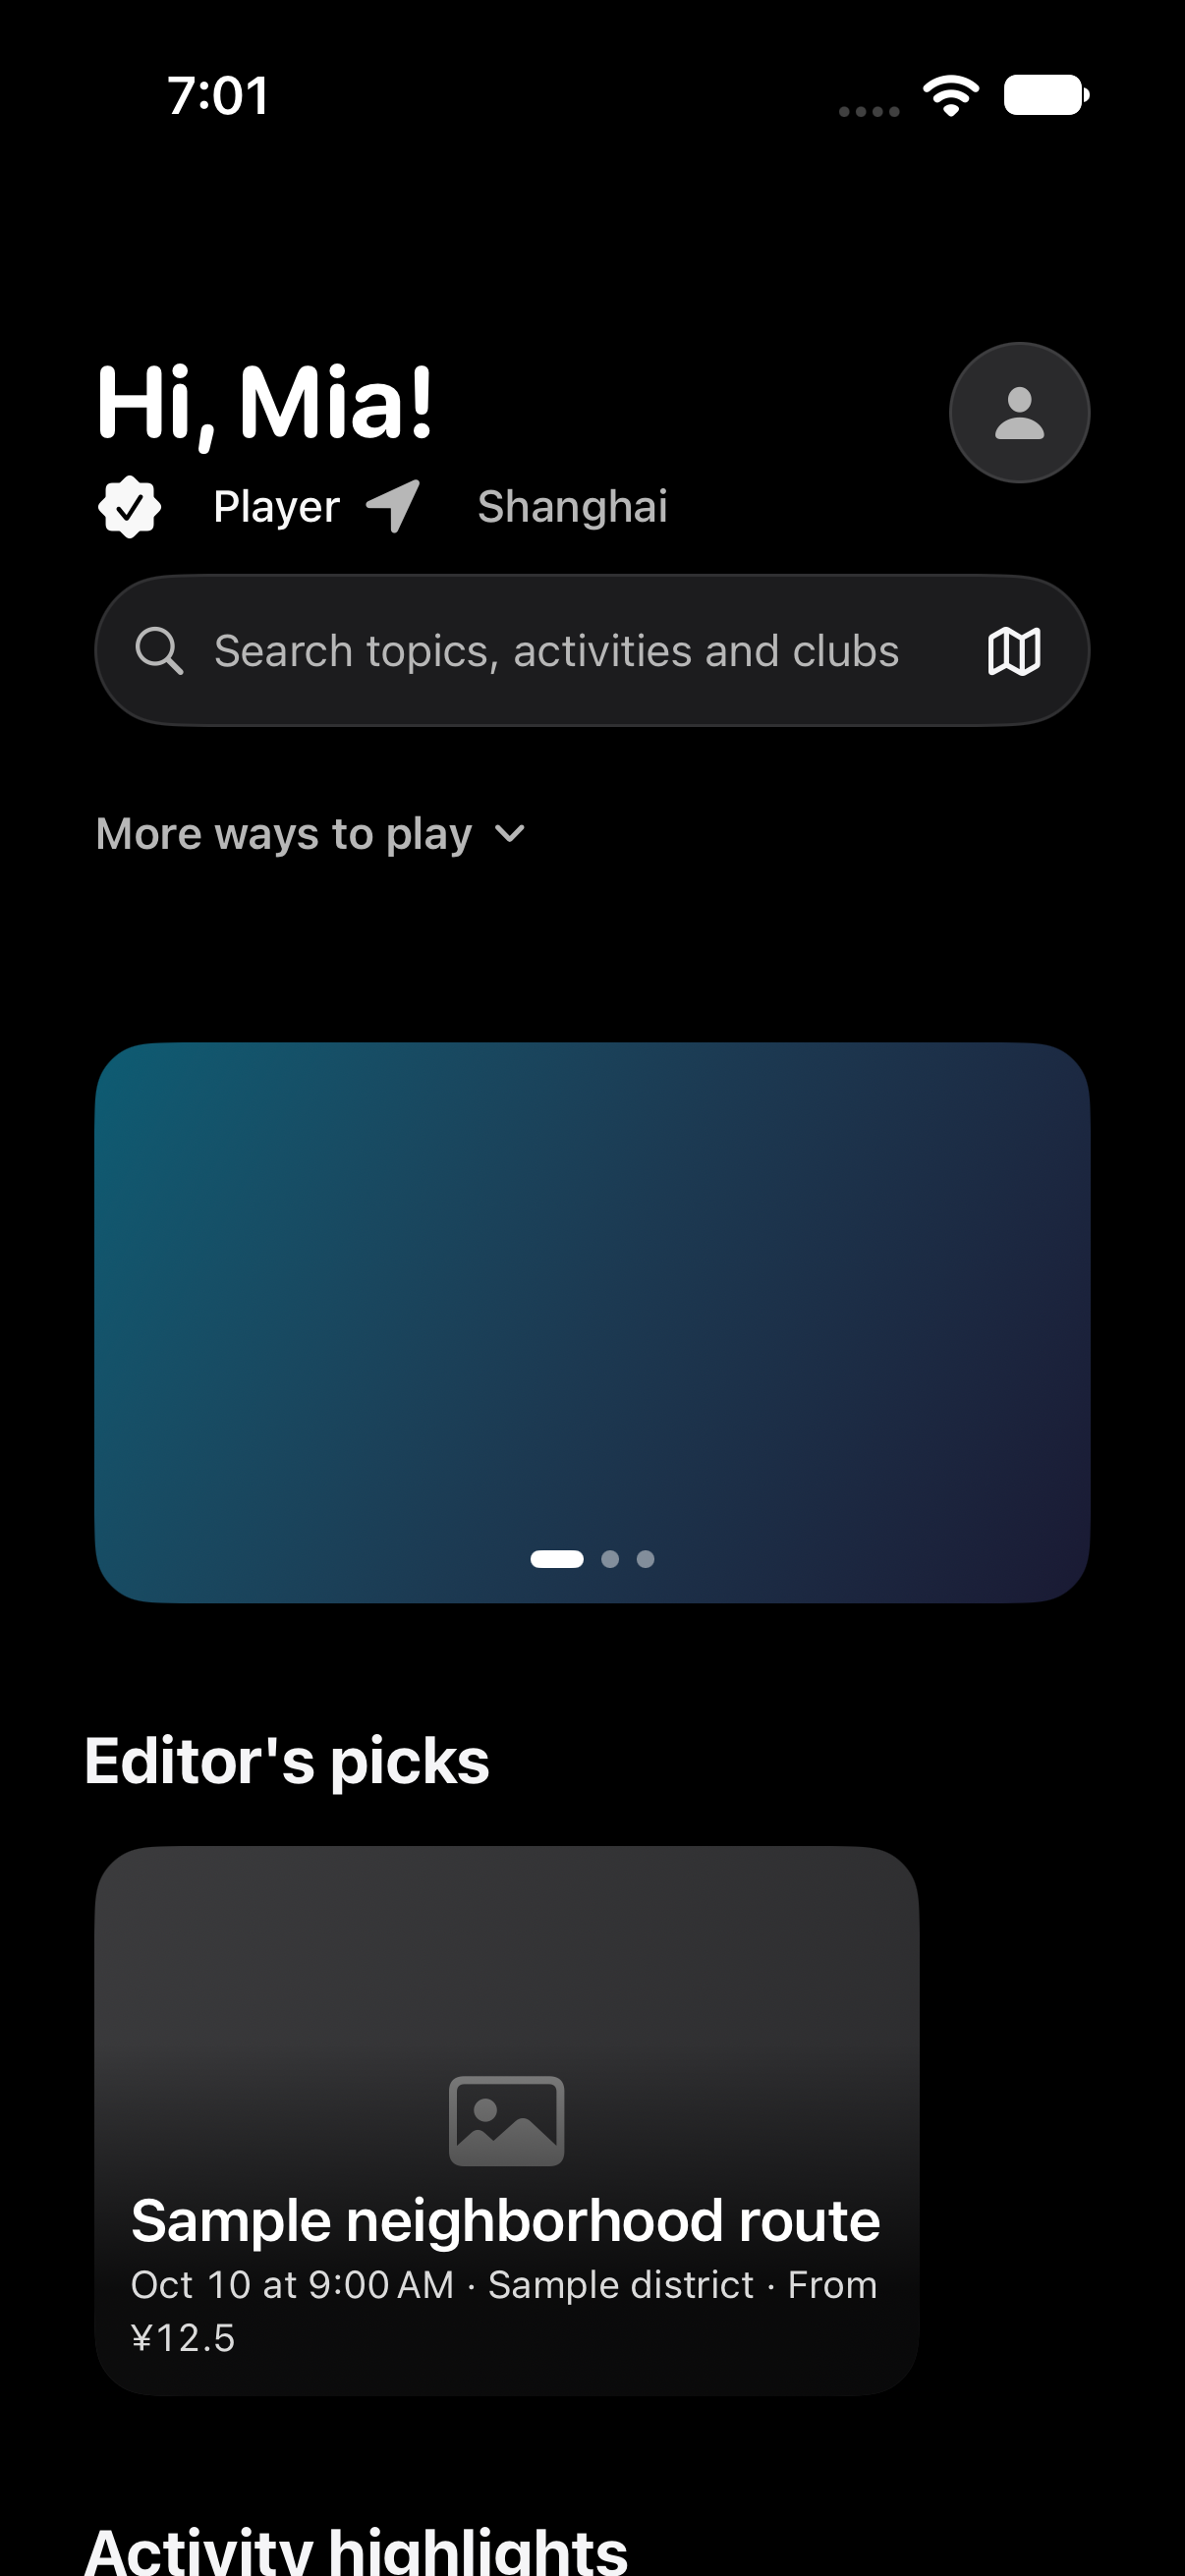 7:01
Hi, Mia!
Player Shanghai
Search topics, activities and clubs
More ways to play
Editor's picks
Sample neighborhood route
Oct 10 at 9:00 AM · Sample district · From
¥12.5
Activity highlights